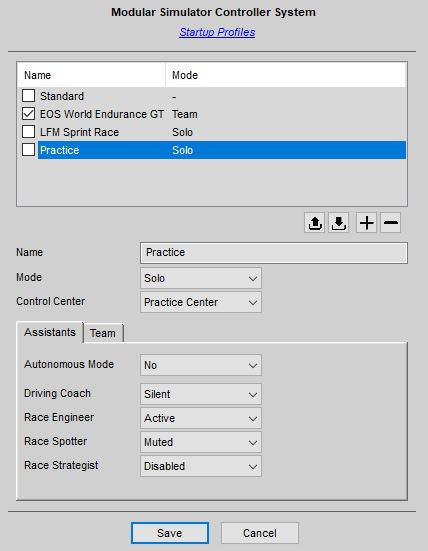 Modular Simulator Controller System
Startup Profiles
Name Mode
Standard -
EOS World Endurance GT Team
LFM Sprint Race Solo
Practice Solo
Name Practice
Mode Solo
Control Center Practice Center
Assistants Team
Autonomous Mode No
Driving Coach Silent
Race Engineer Active
Race Spotter Muted
Race Strategist Disabled
Save Cancel